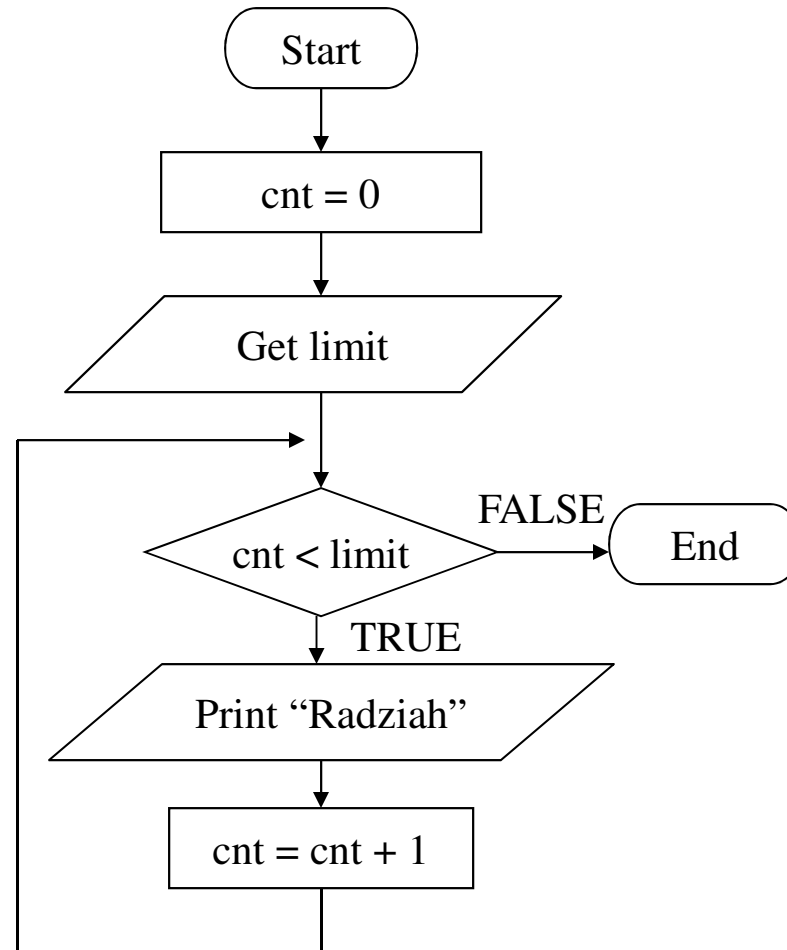 Start
cnt = 0
Get limit
cnt < limit
FALSE
End
TRUE
Print “Radziah”
cnt = cnt + 1